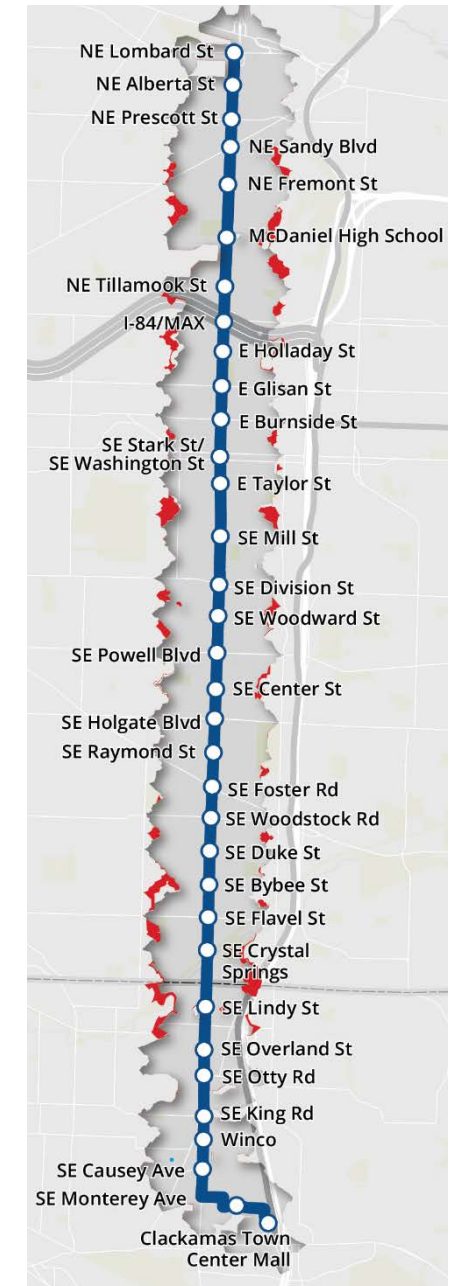 NE Lombard St
NE Alberta St
NE Prescott St
NE Sandy Blvd
NE Fremont St
McDaniel High School
NE Tillamook St
I-84/MAX
E Holladay St
E Glisan St
E Burnside St
SE Stark St/
SE Washington St
E Taylor St
SE Mill St
SE Division St
SE Woodward St
SE Powell Blvd
SE Center St
SE Holgate Blvd
SE Raymond St
SE Foster Rd
SE Woodstock Rd
SE Duke St
SE Bybee St
SE Flavel St
SE Crystal
Springs
SE Lindy St
SE Overland St
SE Otty Rd
SE King Rd
Winco
SE Causey Ave
SE Monterey Ave
Clackamas Town
Center Mall